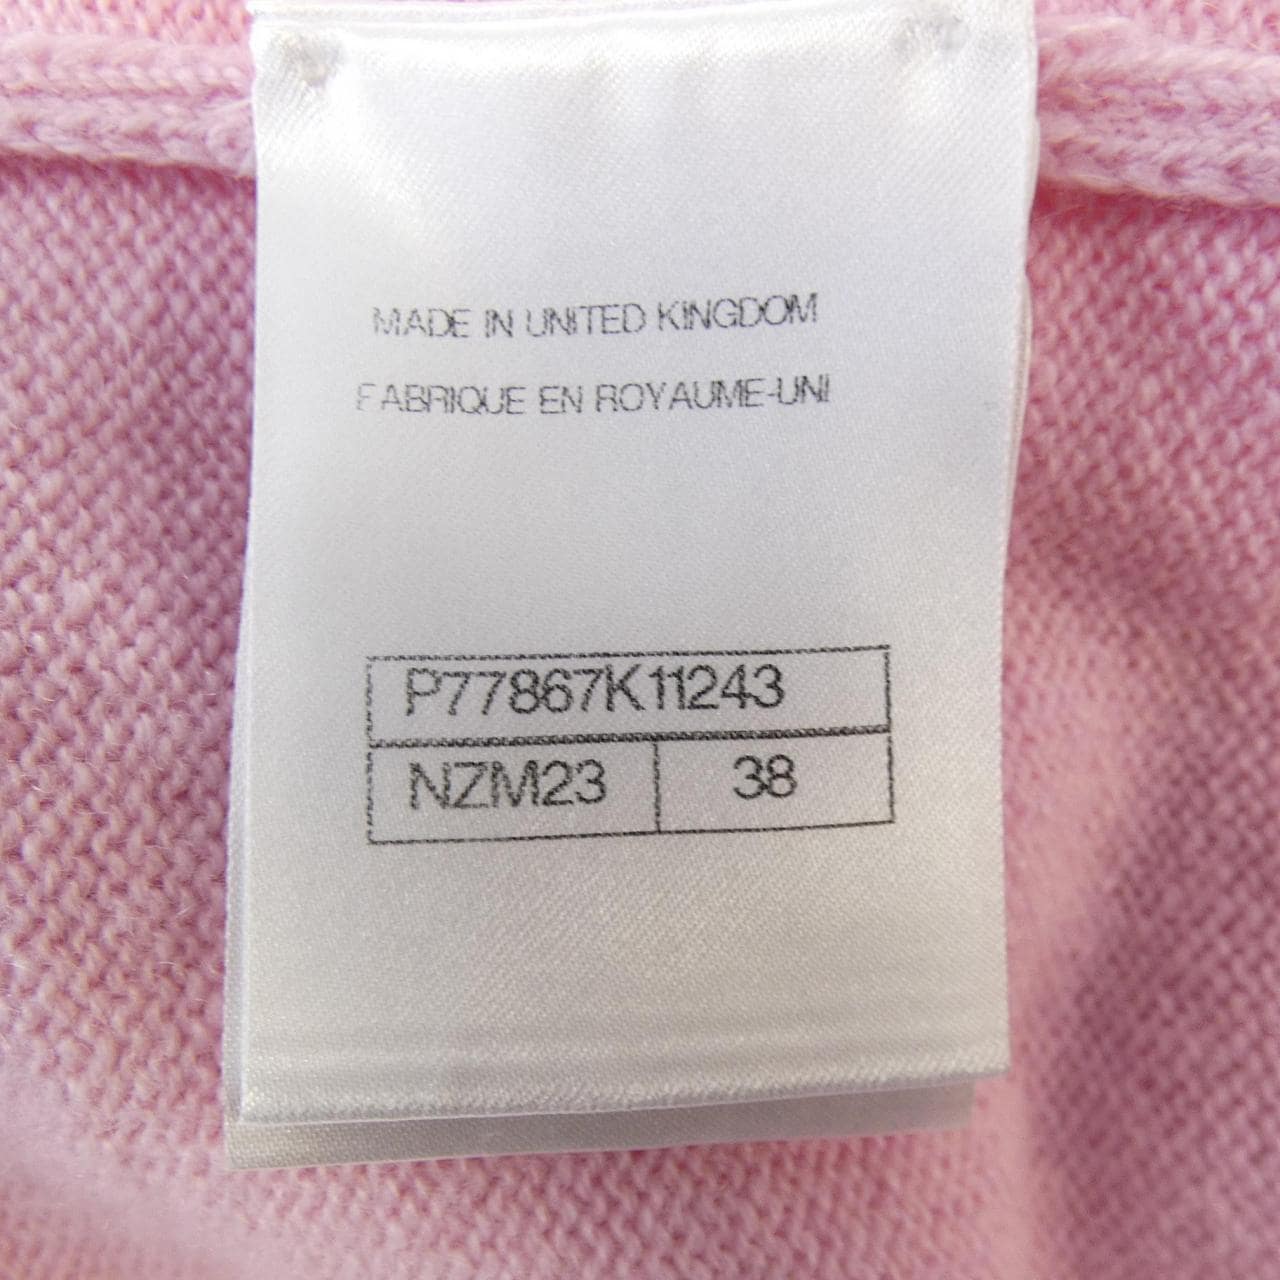 MADE IN UNITED KINGDOM
FABRIQUE EN ROYAUME-UNI
P77867K11243
NZM23 38